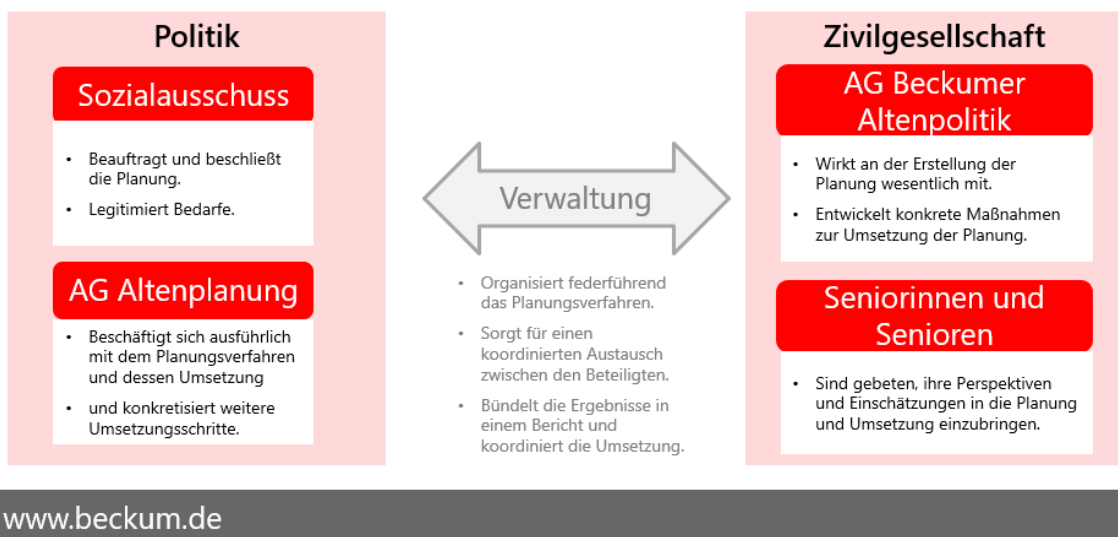 Politik
Sozialausschuss
• Beauftragt und beschließt
die Planung.
• Legitimiert Bedarfe.
AG Altenplanung
• Beschäftigt sich ausführlich
mit dem Planungsverfahren
und dessen Umsetzung
• und konkretisiert weitere
Umsetzungsschritte.
Verwaltung
• Organisiert federführend
das Planungsverfahren.
• Sorgt für einen
koordinierten Austausch
zwischen den Beteiligten.
• Bündelt die Ergebnisse in
einem Bericht und
koordiniert die Umsetzung.
Zivilgesellschaft
AG Beckumer
Altenpolitik
• Wirkt an der Erstellung der
Planung wesentlich mit.
• Entwickelt konkrete Maßnahmen
zur Umsetzung der Planung.
Seniorinnen und
Senioren
• Sind gebeten, ihre Perspektiven
und Einschätzungen in die Planung
und Umsetzung einzubringen.
www.beckum.de